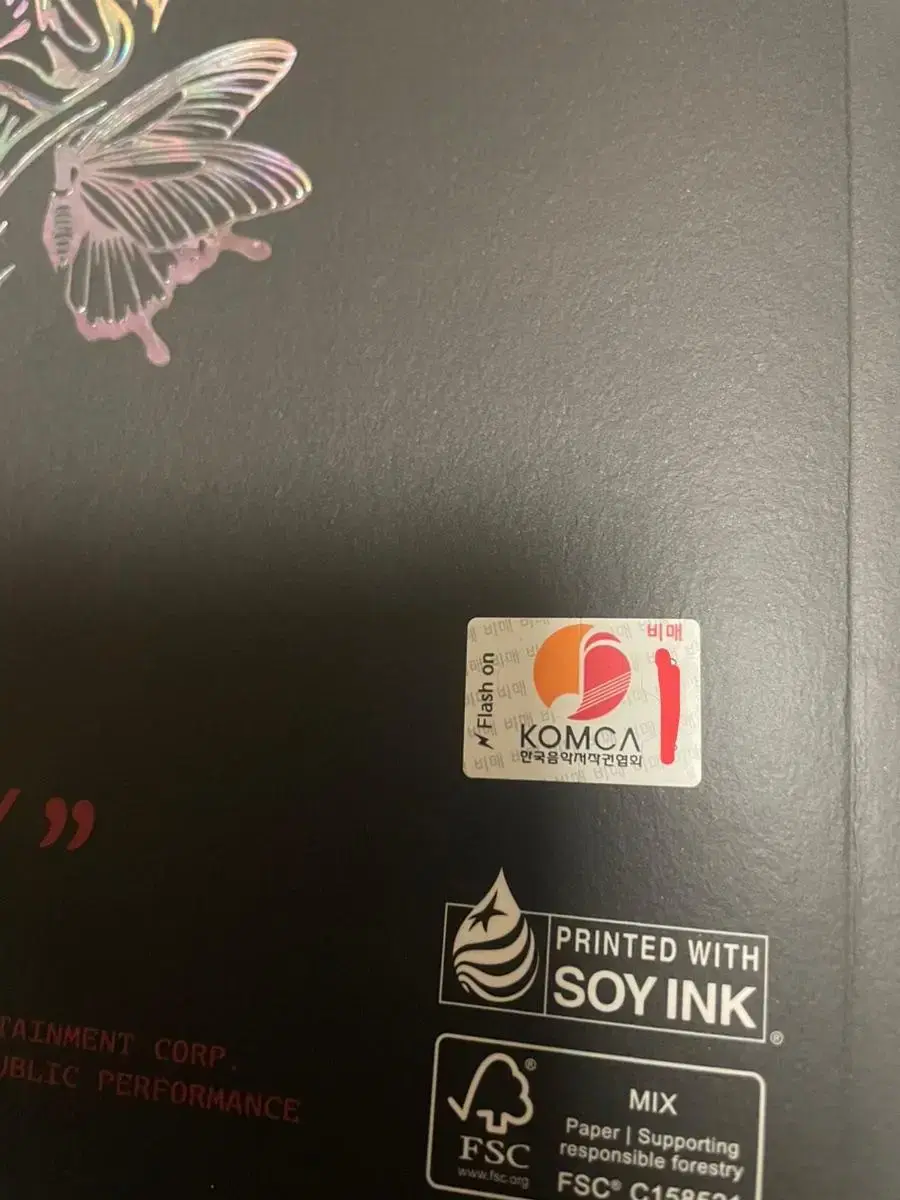 비매
Flash on
KOMCA
한국음악저작권협회
”
TAINMENT CORP.
UBLIC PERFORMANCE
PRINTED WITH
SOY INK
®
®
FSC
www.fsc.org
MIX
Paper | Supporting
responsible forestry
FSC®